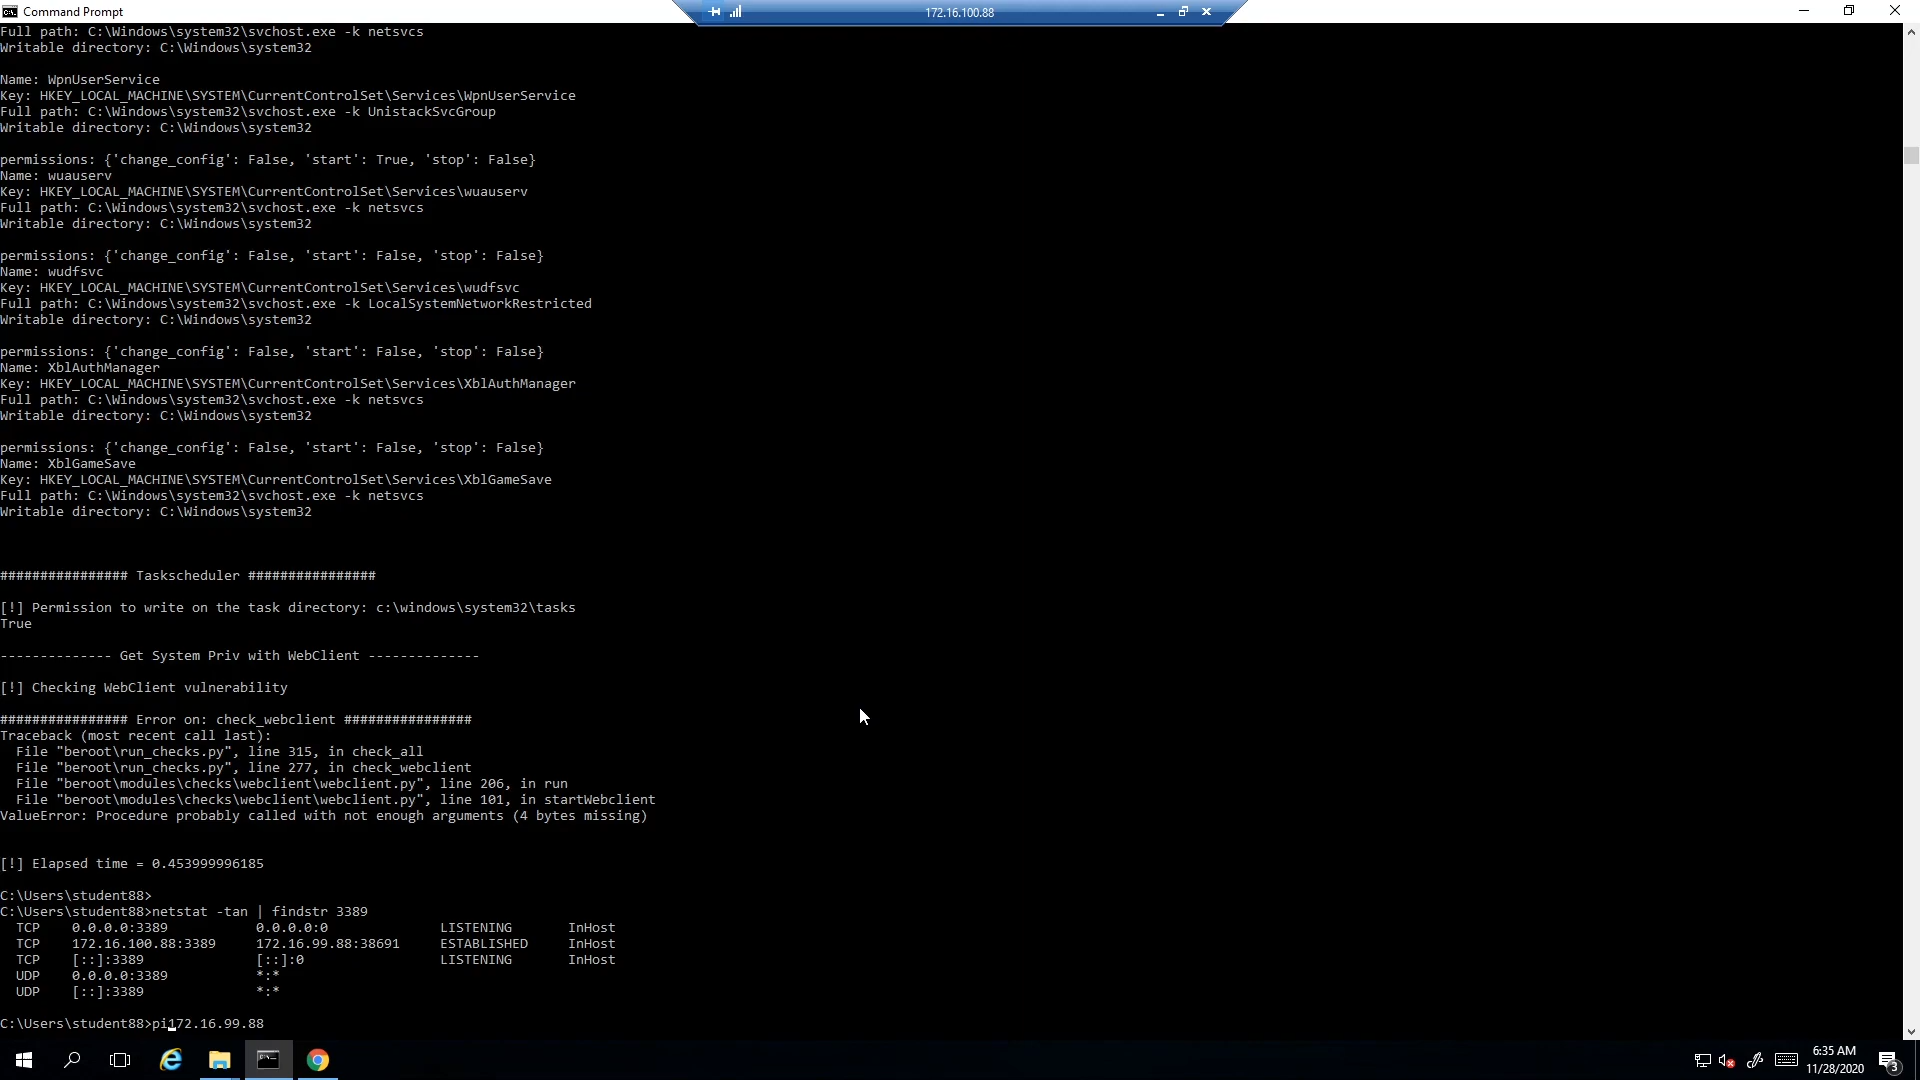 Command Prompt
172.16.100.88
Full path: C:\Windows\system32\svchost.exe -k netsvcs
Writable directory: C:\Windows\system32
Name: WpnUserService
Key: HKEY_LOCAL_MACHINE\SYSTEM\CurrentControlSet\Services\WpnUserService
Full path: C:\Windows\system32\svchost.exe -k UnistackSvcGroup
Writable directory: C:\Windows\system32
permissions: {'change_config': False, 'start': True, 'stop': False}
Name: wuauserv
Key: HKEY_LOCAL_MACHINE\SYSTEM\CurrentControlSet\Services\wuauserv
Full path: C:\Windows\system32\svchost.exe -k netsvcs
Writable directory: C:\Windows\system32
permissions: {'change_config': False, 'start': False, 'stop': False}
Name: wudfsvc
Key: HKEY_LOCAL_MACHINE\SYSTEM\CurrentControlSet\Services\wudfsvc
Full path: C:\Windows\system32\svchost.exe -k LocalSystemNetworkRestricted
Writable directory: C:\Windows\system32
permissions: {'change_config': False, 'start': False, 'stop': False}
Name: XblAuthManager
Key: HKEY_LOCAL_MACHINE\SYSTEM\CurrentControlSet\Services\XblAuthManager
Full path: C:\Windows\system32\svchost.exe -k netsvcs
Writable directory: C:\Windows\system32
permissions: {'change_config': False, 'start': False, 'stop': False}
Name: XblGameSave
Key: HKEY_LOCAL_MACHINE\SYSTEM\CurrentControlSet\Services\XblGameSave
Full path: C:\Windows\system32\svchost.exe -k netsvcs
Writable directory: C:\Windows\system32
################ Taskscheduler ################
[!] Permission to write on the task directory: c:\windows\system32\tasks
True
-------------- Get System Priv with WebClient --------------
[!] Checking WebClient vulnerability
################ Error on: check_webclient ################
Traceback (most recent call last):
  File "beroot\run_checks.py", line 315, in check_all
  File "beroot\run_checks.py", line 277, in check_webclient
  File "beroot\modules\checks\webclient\webclient.py", line 206, in run
  File "beroot\modules\checks\webclient\webclient.py", line 101, in startWebclient
ValueError: Procedure probably called with not enough arguments (4 bytes missing)
[!] Elapsed time = 0.453999996185
C:\Users\student88>
C:\Users\student88>netstat -tan | findstr 3389
  TCP    0.0.0.0:3389           0.0.0.0:0              LISTENING       InHost
  TCP    172.16.100.88:3389     172.16.99.88:38691     ESTABLISHED     InHost
  TCP    [::]:3389              [::]:0                 LISTENING       InHost
  UDP    0.0.0.0:3389           *:*
  UDP    [::]:3389              *:*
C:\Users\student88>pi172.16.99.88
6:35 AM
11/28/2020
3